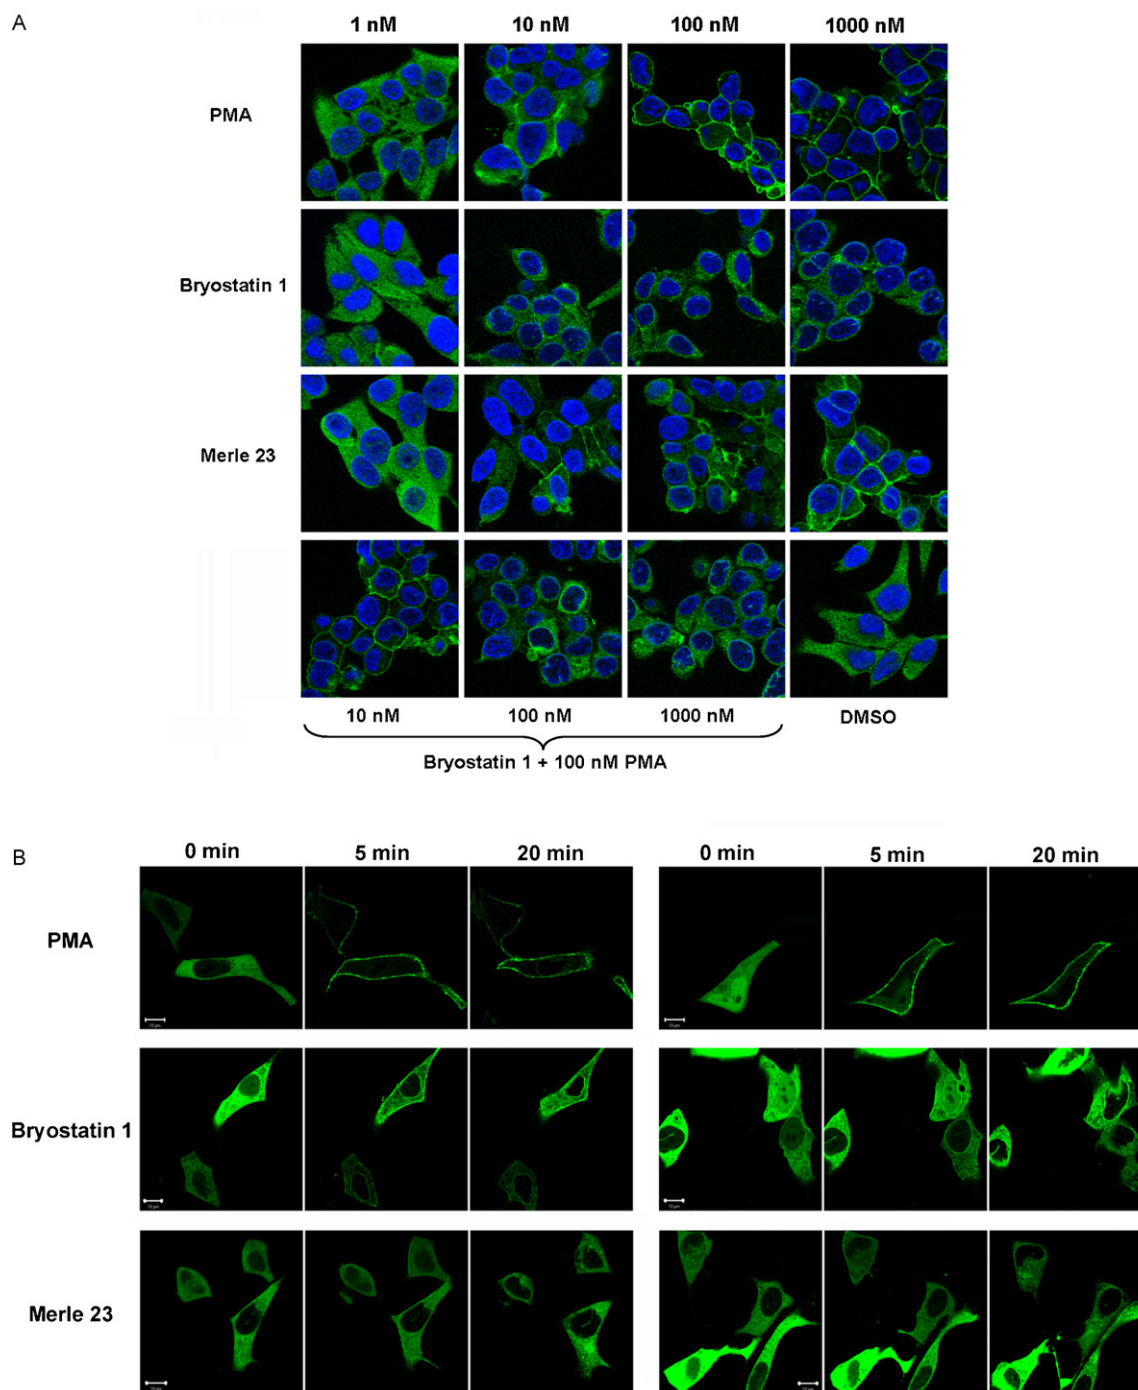 A
1 nM 10 nM 100 nM 1000 nM
PMA
Bryostatin 1
Merle 23
10 nM 100 nM 1000 nM DMSO
Bryostatin 1 + 100 nM PMA
B
0 min 5 min 20 min 0 min 5 min 20 min
PMA
Bryostatin 1
Merle 23